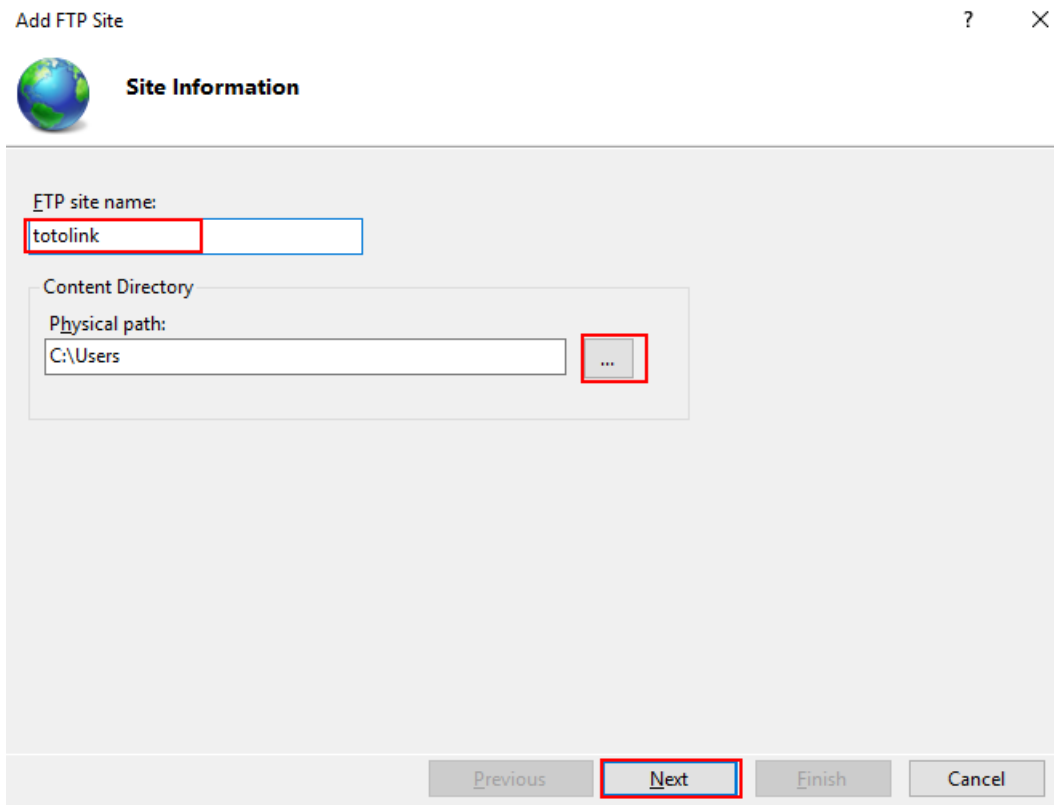 Add FTP Site ? X
Site Information
FTP site name:
totolink
Content Directory
Physical path:
C:\Users ...
Previous Next Finish Cancel